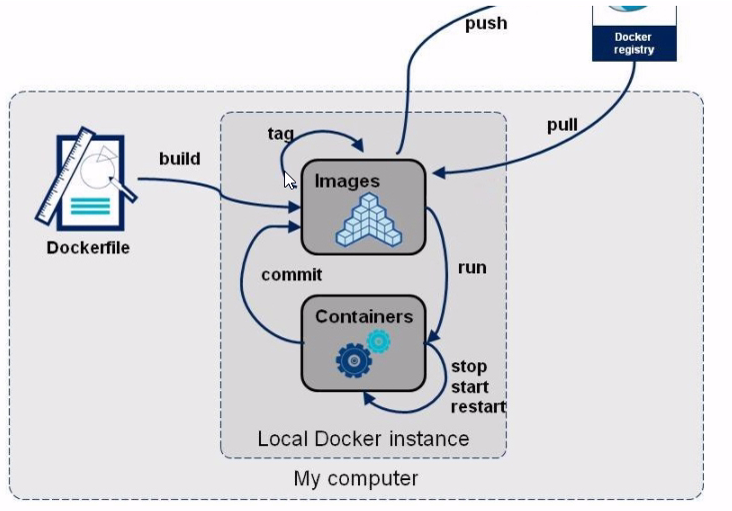 push
Docker
registry
pull
tag
build
Images
Dockerfile
commit
run
Containers
stop
start
restart
Local Docker instance
My computer